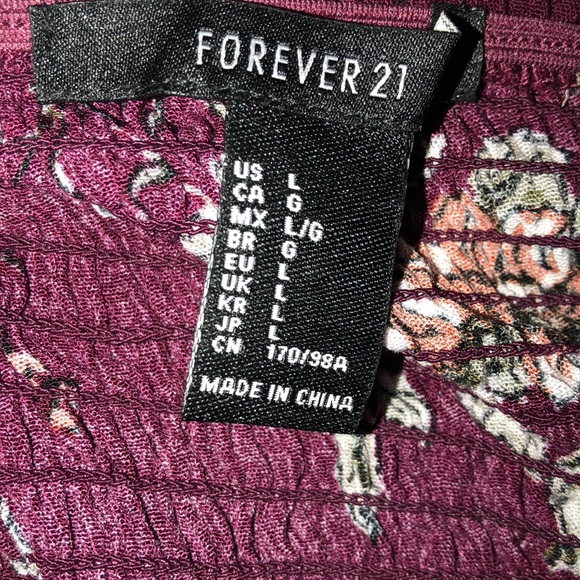 FOREVER 21
US L
CA G
MX L/G
BR G
EU L
UK L
KR L
JP L
CN 170/98A
MADE IN CHINA